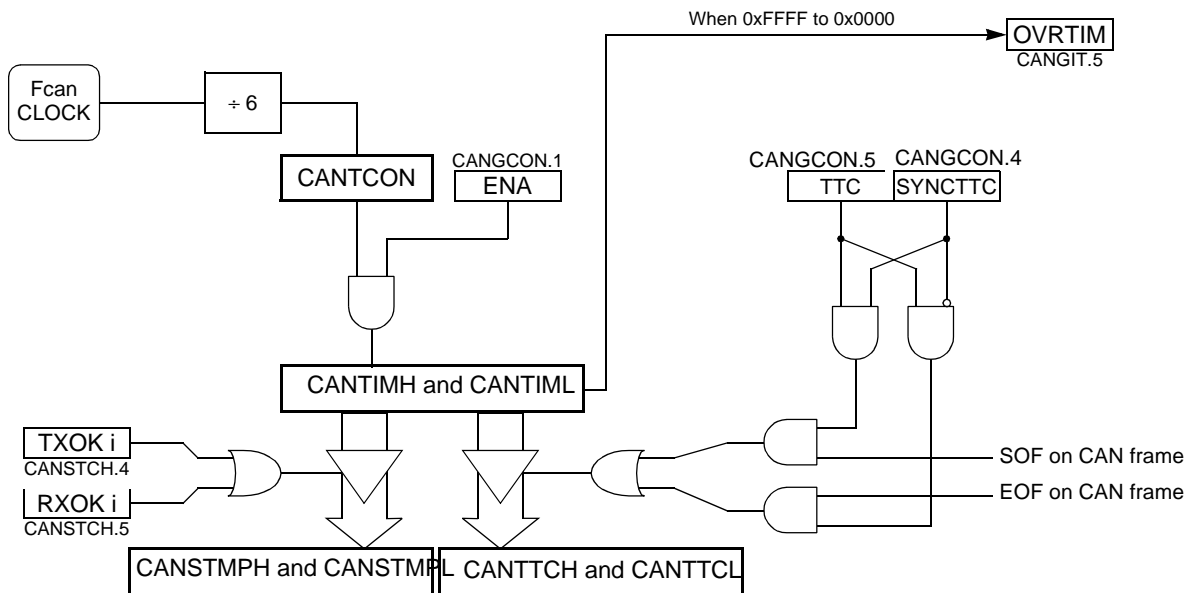 When 0xFFFF to 0x0000
OVRTIM
CANGIT.5
Fcan
CLOCK
÷ 6
CANTCON
CANGCON.1
ENA
CANGCON.5
CANGCON.4
TTC
SYNCTTC
CANTIMH and CANTIML
TXOK i
CANSTCH.4
RXOK i
CANSTCH.5
SOF on CAN frame
EOF on CAN frame
CANSTMPH and CANSTMPL
CANTTCH and CANTTCL